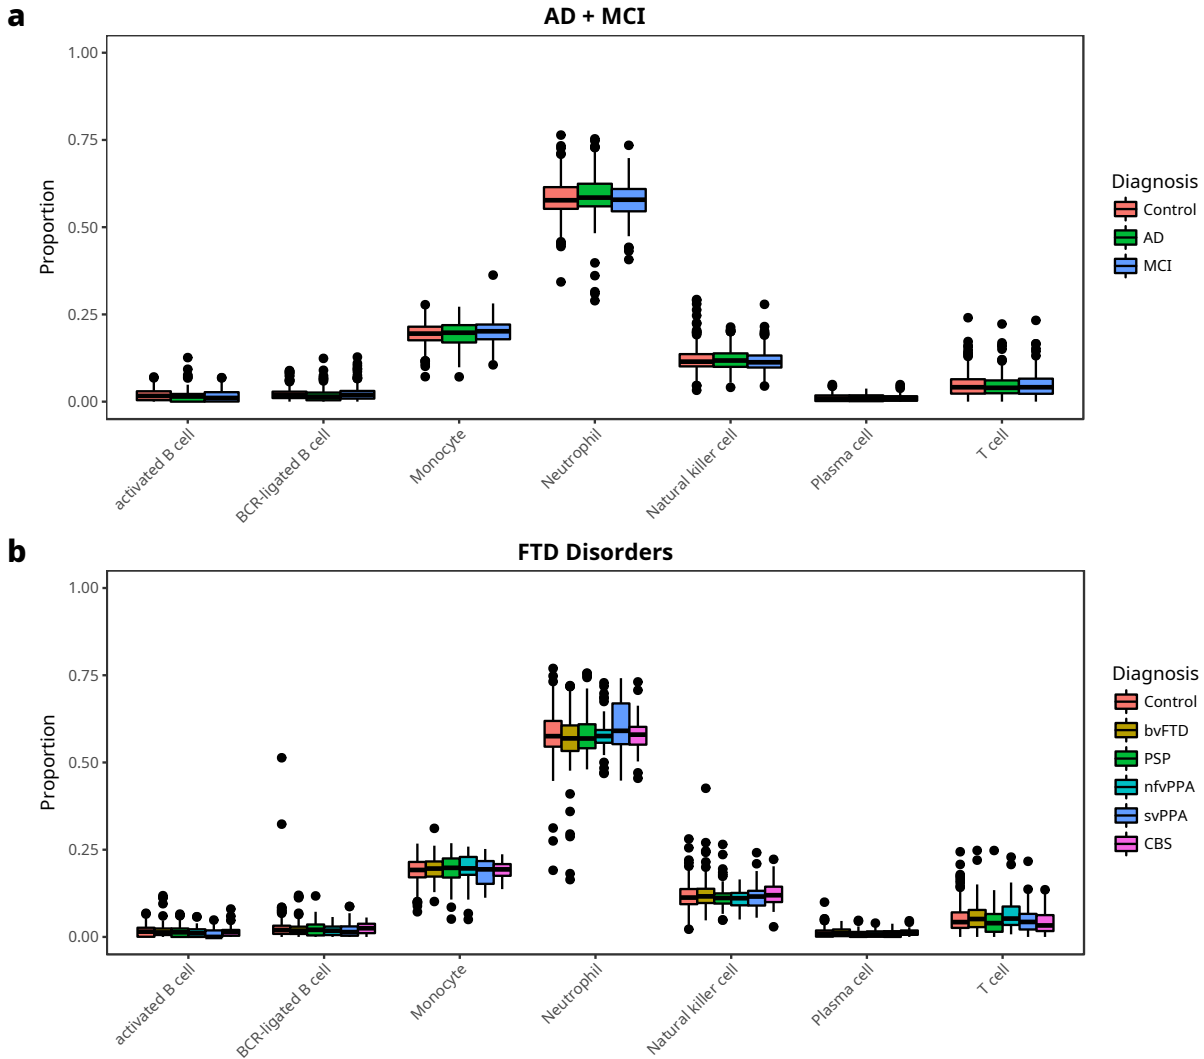 a
AD + MCI
1.00
0.75
0.50
0.25
0.00
Proportion
activated B cell
BCR-ligated B cell
Monocyte
Neutrophil
Natural killer cell
Plasma cell
T cell
Diagnosis
Control
AD
MCI
b
FTD Disorders
1.00
0.75
0.50
0.25
0.00
Proportion
activated B cell
BCR-ligated B cell
Monocyte
Neutrophil
Natural killer cell
Plasma cell
T cell
Diagnosis
Control
bvFTD
PSP
nfvPPA
svPPA
CBS